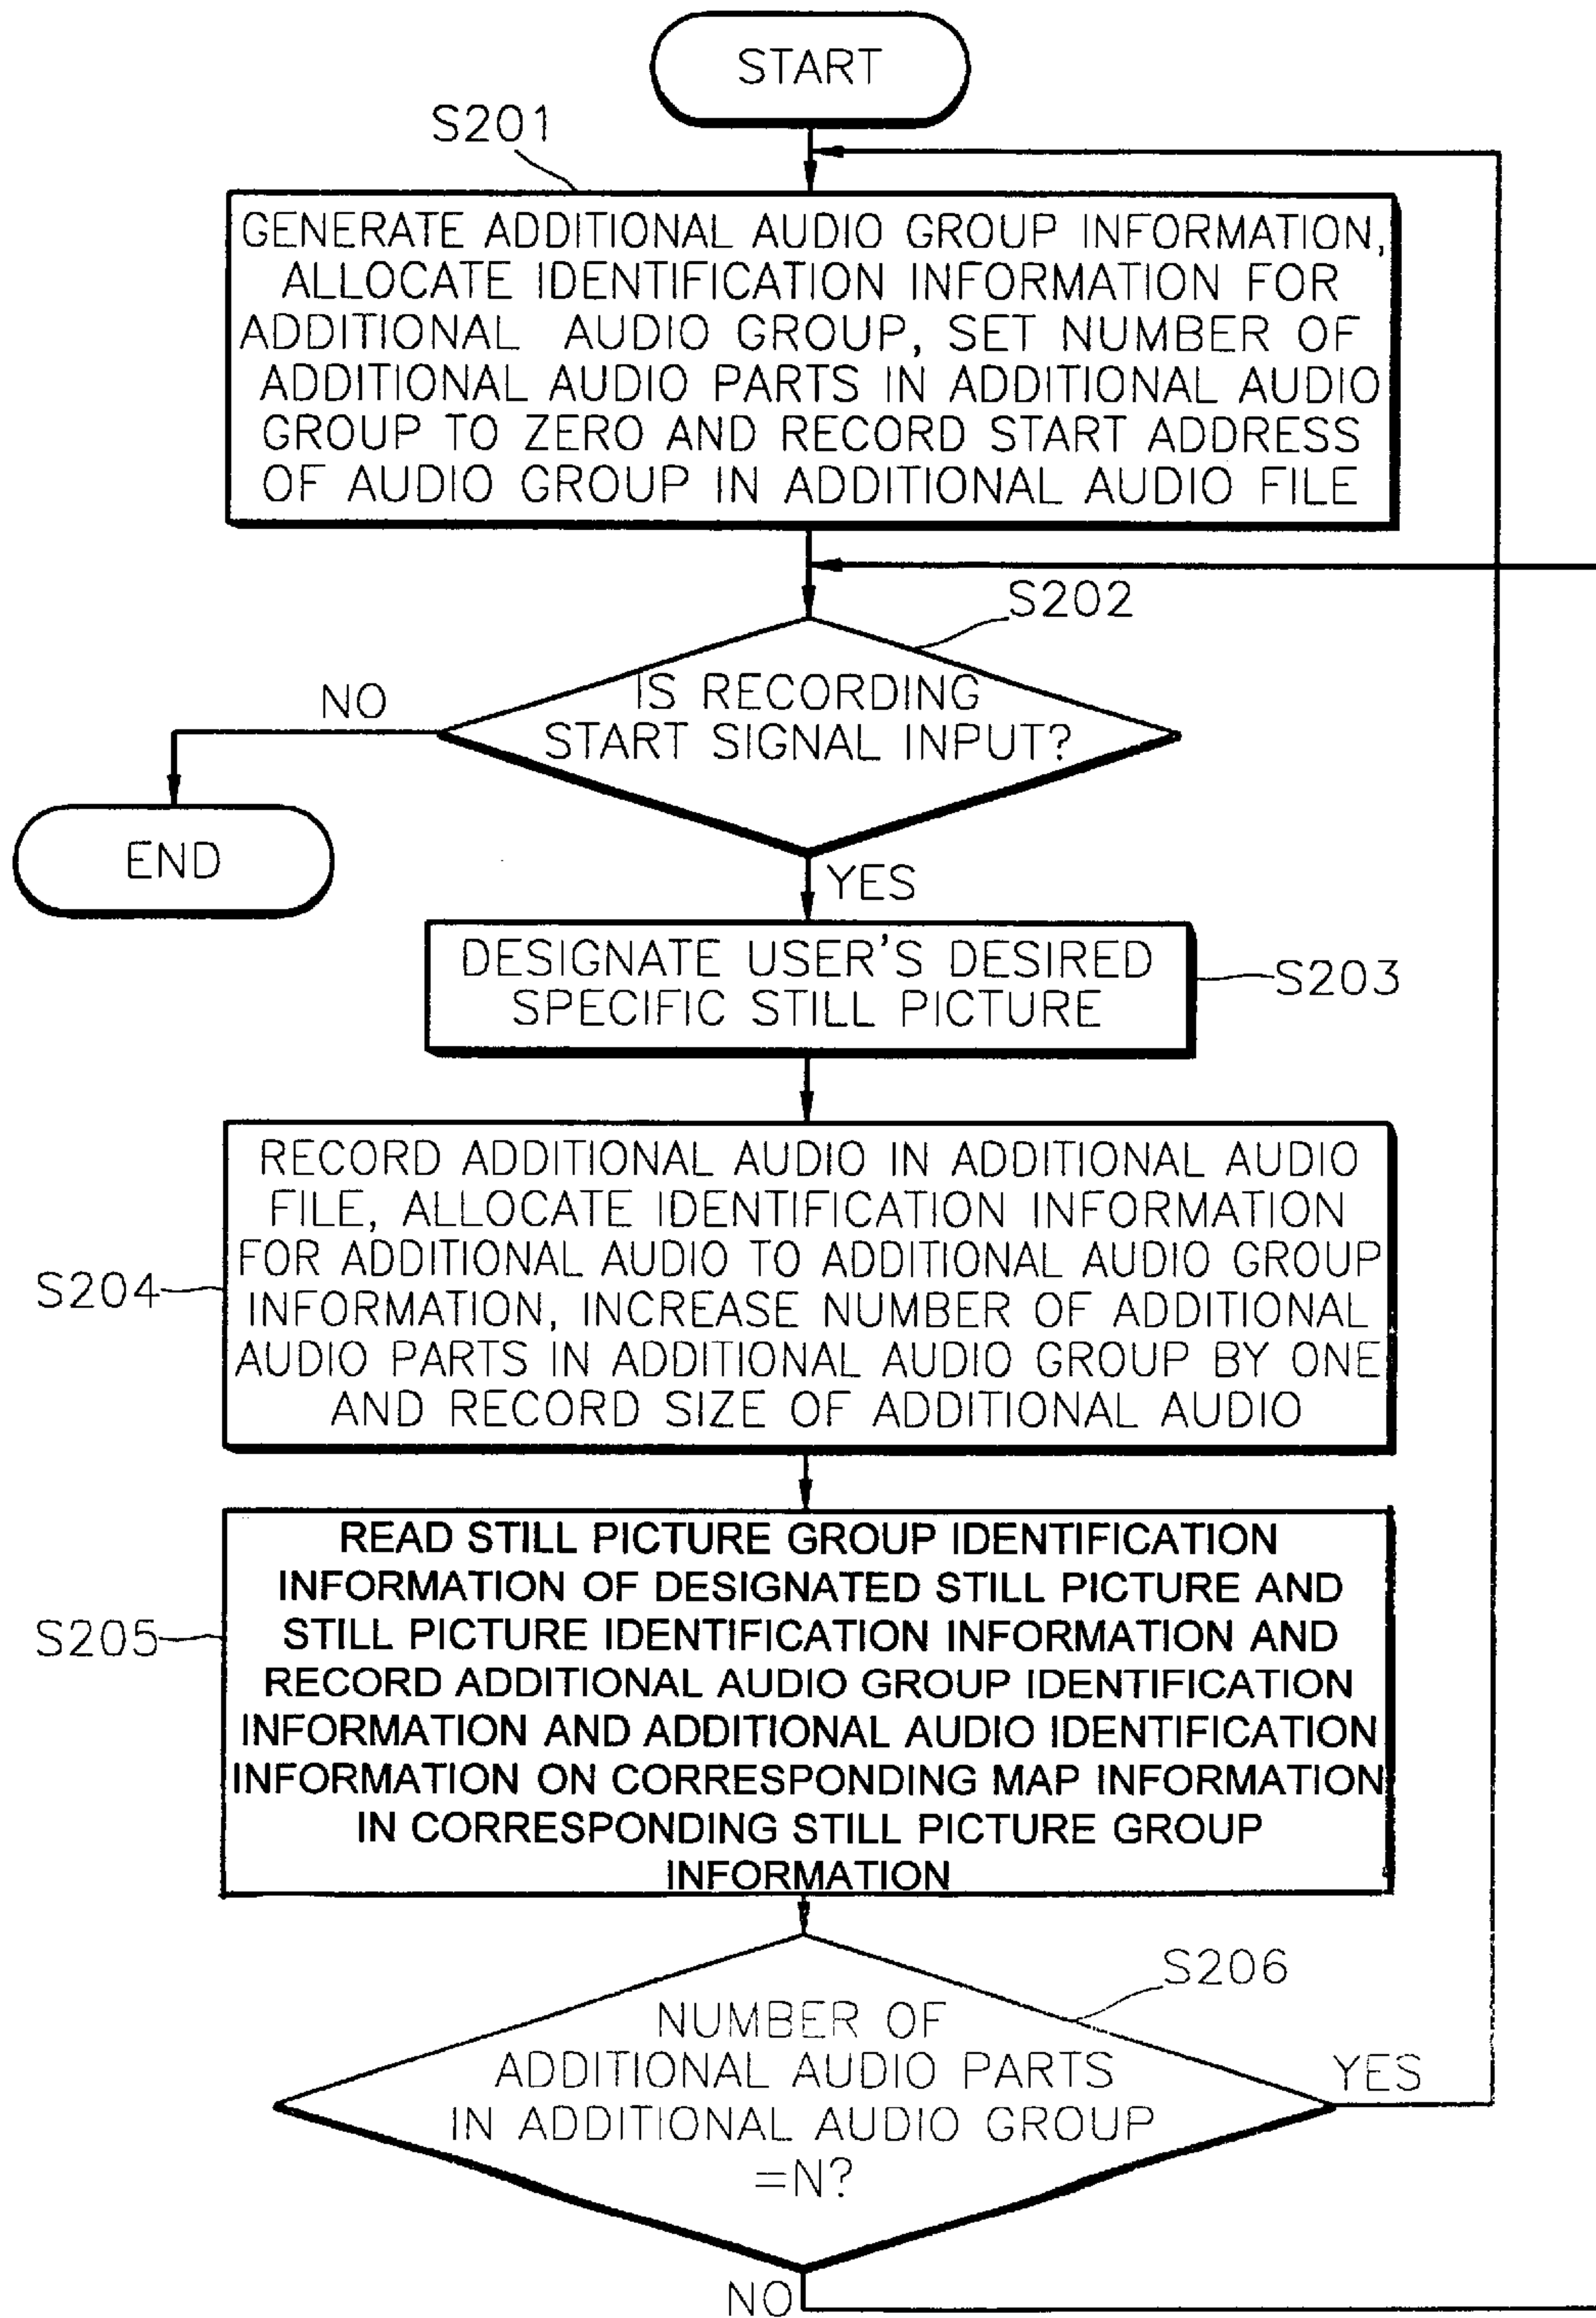 START
S201
GENERATE ADDITIONAL AUDIO GROUP INFORMATION,
ALLOCATE IDENTIFICATION INFORMATION FOR
ADDITIONAL AUDIO GROUP, SET NUMBER OF
ADDITIONAL AUDIO PARTS IN ADDITIONAL AUDIO
GROUP TO ZERO AND RECORD START ADDRESS
OF AUDIO GROUP IN ADDITIONAL AUDIO FILE
S202
IS RECORDING
START SIGNAL INPUT?
NO
END
YES
DESIGNATE USER'S DESIRED
SPECIFIC STILL PICTURE
S203
RECORD ADDITIONAL AUDIO IN ADDITIONAL AUDIO
FILE, ALLOCATE IDENTIFICATION INFORMATION
FOR ADDITIONAL AUDIO TO ADDITIONAL AUDIO GROUP
INFORMATION, INCREASE NUMBER OF ADDITIONAL
AUDIO PARTS IN ADDITIONAL AUDIO GROUP BY ONE
AND RECORD SIZE OF ADDITIONAL AUDIO
S204
READ STILL PICTURE GROUP IDENTIFICATION
INFORMATION OF DESIGNATED STILL PICTURE AND
STILL PICTURE IDENTIFICATION INFORMATION AND
RECORD ADDITIONAL AUDIO GROUP IDENTIFICATION
INFORMATION AND ADDITIONAL AUDIO IDENTIFICATION
INFORMATION ON CORRESPONDING MAP INFORMATION
IN CORRESPONDING STILL PICTURE GROUP
INFORMATION
S205
S206
NUMBER OF
ADDITIONAL AUDIO PARTS
IN ADDITIONAL AUDIO GROUP
=N?
YES
NO